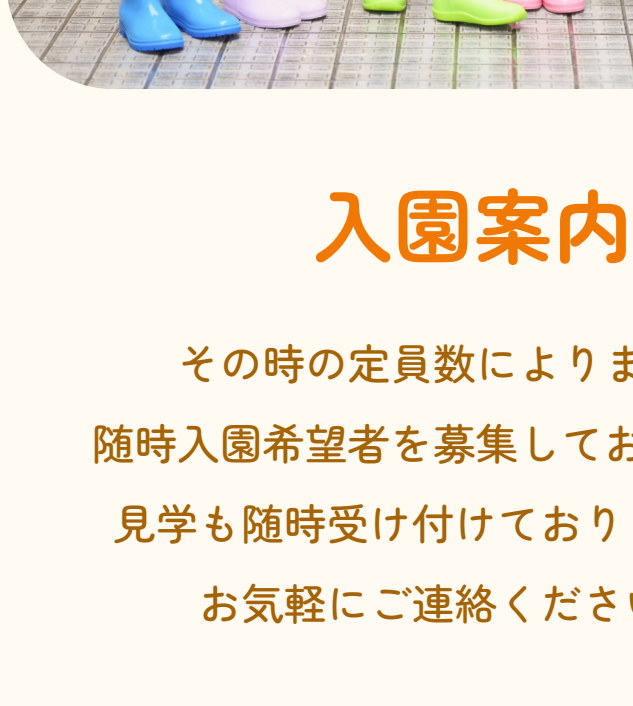 入園案内
その時の定員数によりま
随時入園希望者を募集してお
見学も随時受け付けており
お気軽にご連絡くださ